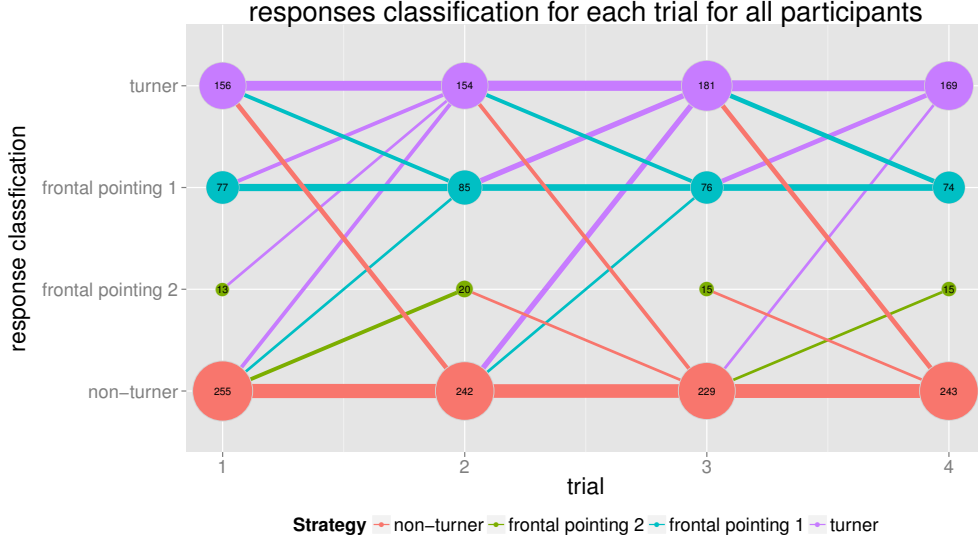 responses classification for each trial for all participants
response classfication
turner
156
154
181
169
frontal pointing 1
77
85
76
74
frontal pointing 2
13
20
15
15
non−turner
255
242
229
243
1
2
3
4
trial
Strategy non−turner frontal pointing 2 frontal pointing 1 turner